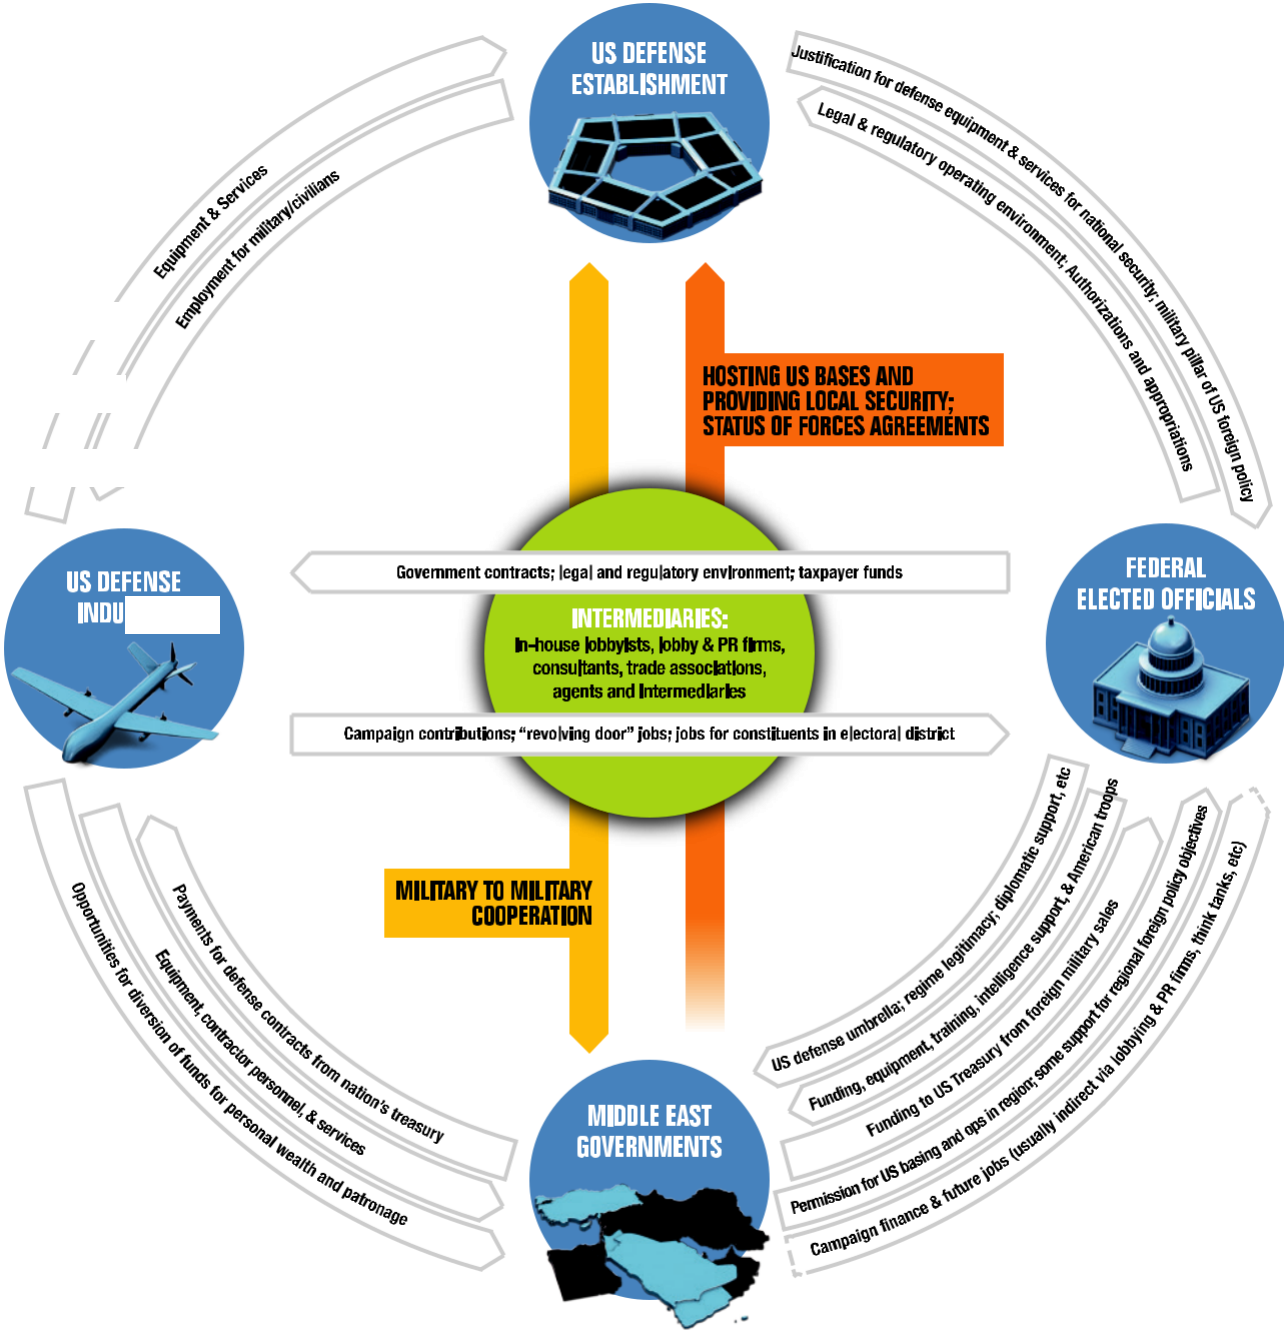 US DEFENSE
ESTABLISHMENT
Justification for defense equipment & services for national security; military pillar of US foreign policy
Legal & regulatory operating environment; Authorizations and appropriations
Equipment & Services
Employment for military/civilians
HOSTING US BASES AND
PROVIDING LOCAL SECURITY;
STATUS OF FORCES AGREEMENTS
US DEFENSE
INDU
Government contracts; legal and regulatory environment; taxpayer funds
INTERMEDIARIES:
In-house lobbyists, lobby & PR firms,
consultants, trade associations,
agents and Intermediaries
Campaign contributions; “revolving door” jobs; jobs for constituents in electoral district
FEDERAL
ELECTED OFFICIALS
MILITARY TO MILITARY
COOPERATION
Payments for defense contracts from nation's treasury
Equipment, contractor personnel, & services
Opportunities for diversion of funds for personal wealth and patronage
US defense umbrella; regime legitimacy; diplomatic support, etc
Funding, equipment, training, intelligence support, & American troops
Funding to US Treasury from foreign military sales
Permission for US basing and ops in region; some support for regional foreign policy objectives
Campaign finance & future jobs (usually indirect via lobbying & PR firms, think tanks, etc)
MIDDLE EAST
GOVERNMENTS